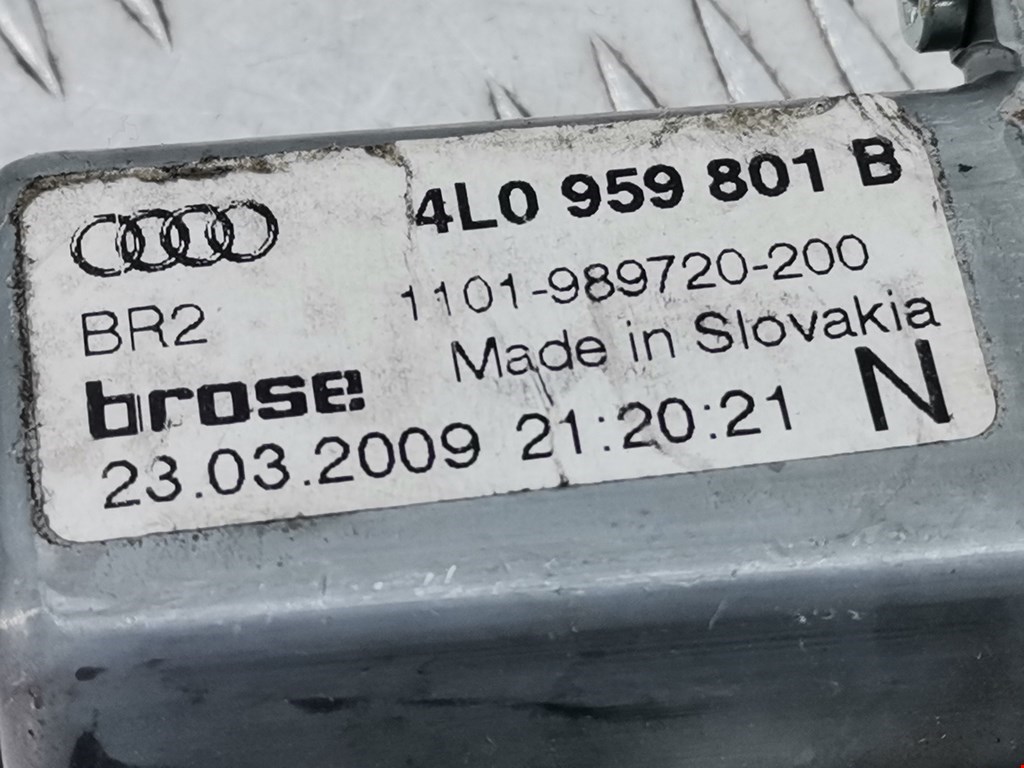 4L0 959 801 B
1101-989720-200
BR2
Made in Slovakia
brose
N
23.03.2009 21:20:21